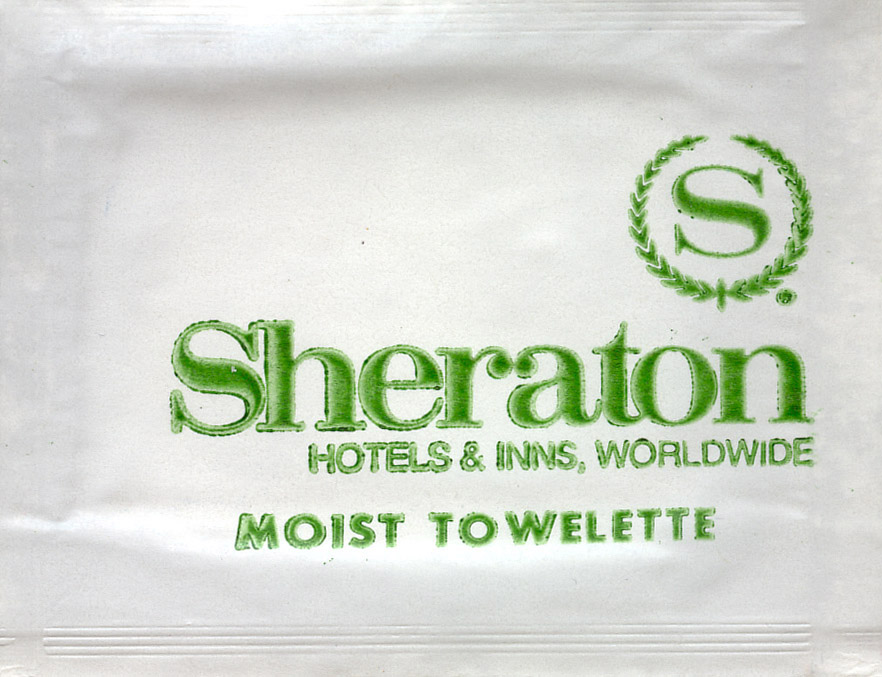 S
Sheraton
HOTELS & INNS, WORLDWIDE
MOIST TOWELETTE